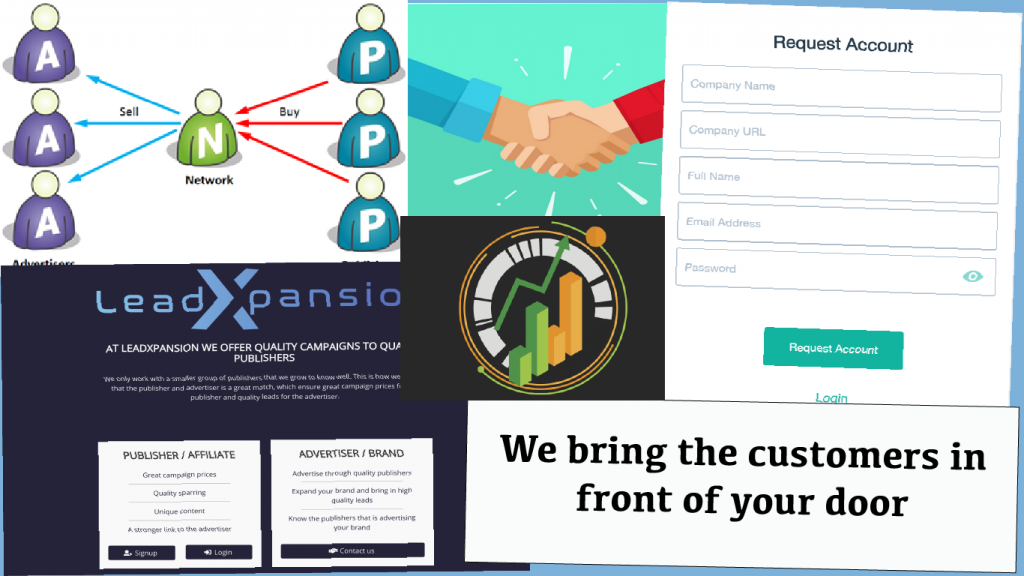 A
A
A
Sell
N
Network
Buy
P
P
P
Advertisers
Request Account
Company Name
Company URL
Full Name
Email Address
Password
Request Account
Login
LeadXpansio
AT LEADXPANSION WE OFFER QUALITY CAMPAIGNS TO QUA
PUBLISHERS
We only work with a smaller group of publishers that we grow to know well. This is how we
that the publisher and advertiser is a great match, which ensure great campaign prices f
publisher and quality leads for the advertiser.
PUBLISHER / AFFILIATE
Great campaign prices
Quality sparring
Unique content
A stronger link to the advertiser
Signup
Login
ADVERTISER / BRAND
Advertise through quality publishers
Expand your brand and bring in high
quality leads
Know the publishers that is advertising
your brand
Contact us
We bring the customers in
front of your door